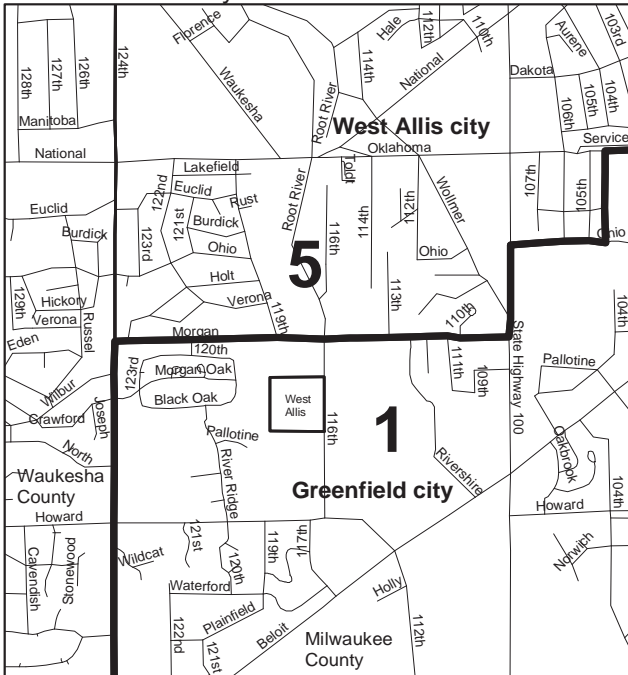 Florence
Hale
112th
110th
Aurene
103rd
128th
127th
126th
124th
Waukesha
114th
National
Dakota
Root River
106th
105th
104th
Manitoba
West Allis city
Service
National
Oklahoma
Lakefield
Toldt
122nd
Euclid
Rust
Root River
Wollmer
107th
105th
Euclid
121st
Burdick
112th
Burdick
123rd
Ohio
116th
114th
Ohio
Ohio
5
Holt
129th
Hickory
Verona
113th
104th
Verona
Russel
119th
110th
Eden
Morgan
State Highway 100
120th
123rd
Morgan Oak
111th
Pallotine
Wilbur
West
Allis
109th
Black Oak
Crawford
Joseph
116th
1
Pallotine
Oakbrook
North
River Ridge
Rivershire
104th
Waukesha
County
Greenfield city
Howard
Howard
121st
119th
117th
Norwich
Cavendish
Stonewood
Wildcat
120th
Waterford
Holly
Plainfield
122nd
Beloit
Milwaukee
County
112th
121st